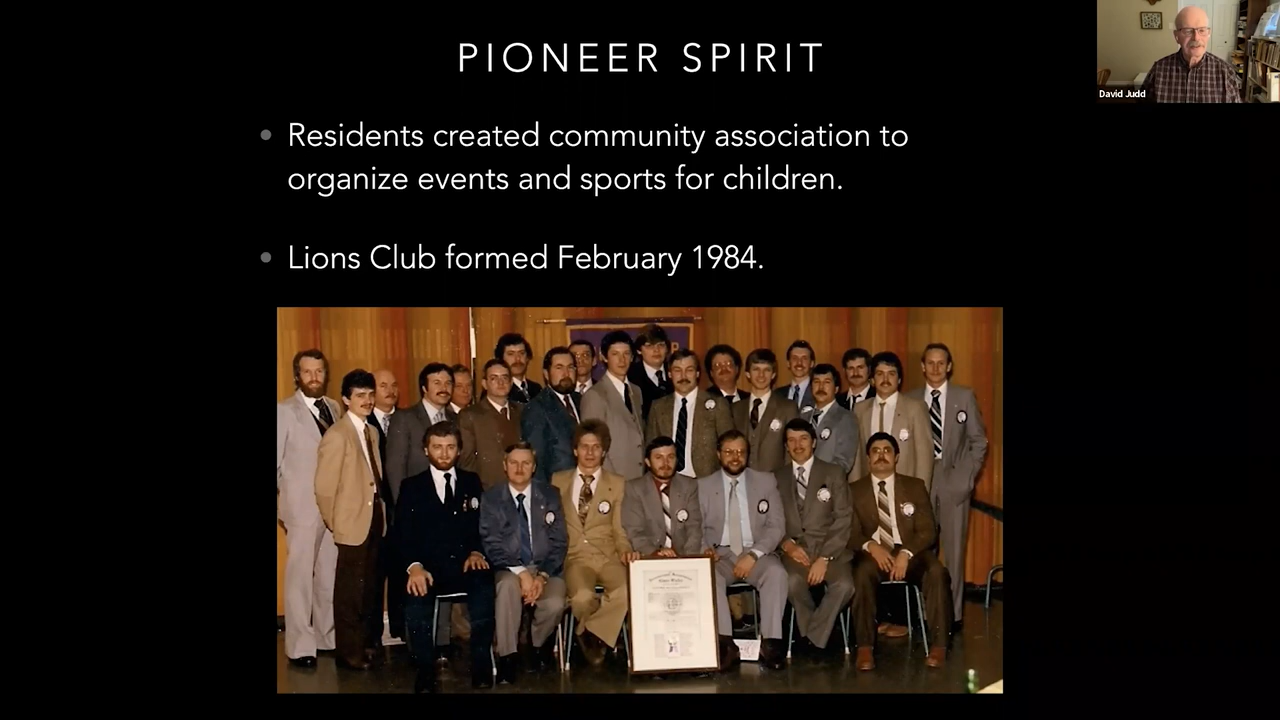 PIONEER SPIRIT
David Judd
• Residents created community association to
organize events and sports for children.
• Lions Club formed February 1984.